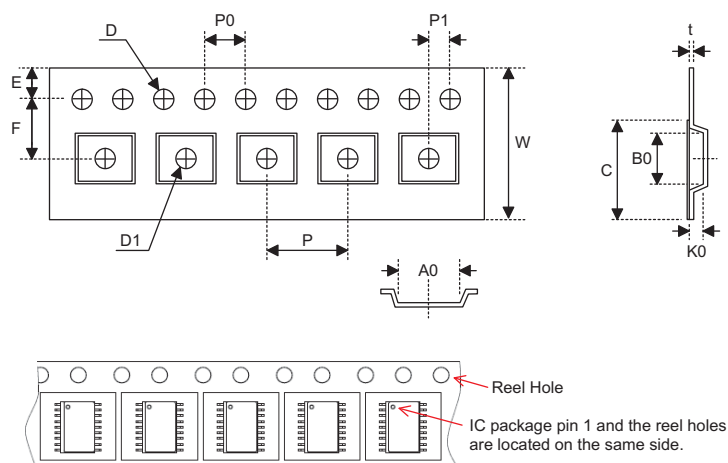 D
P0
P1
t
E
F
W
C
B0
D1
P
K0
A0
Reel Hole
IC package pin 1 and the reel holes
are located on the same side.